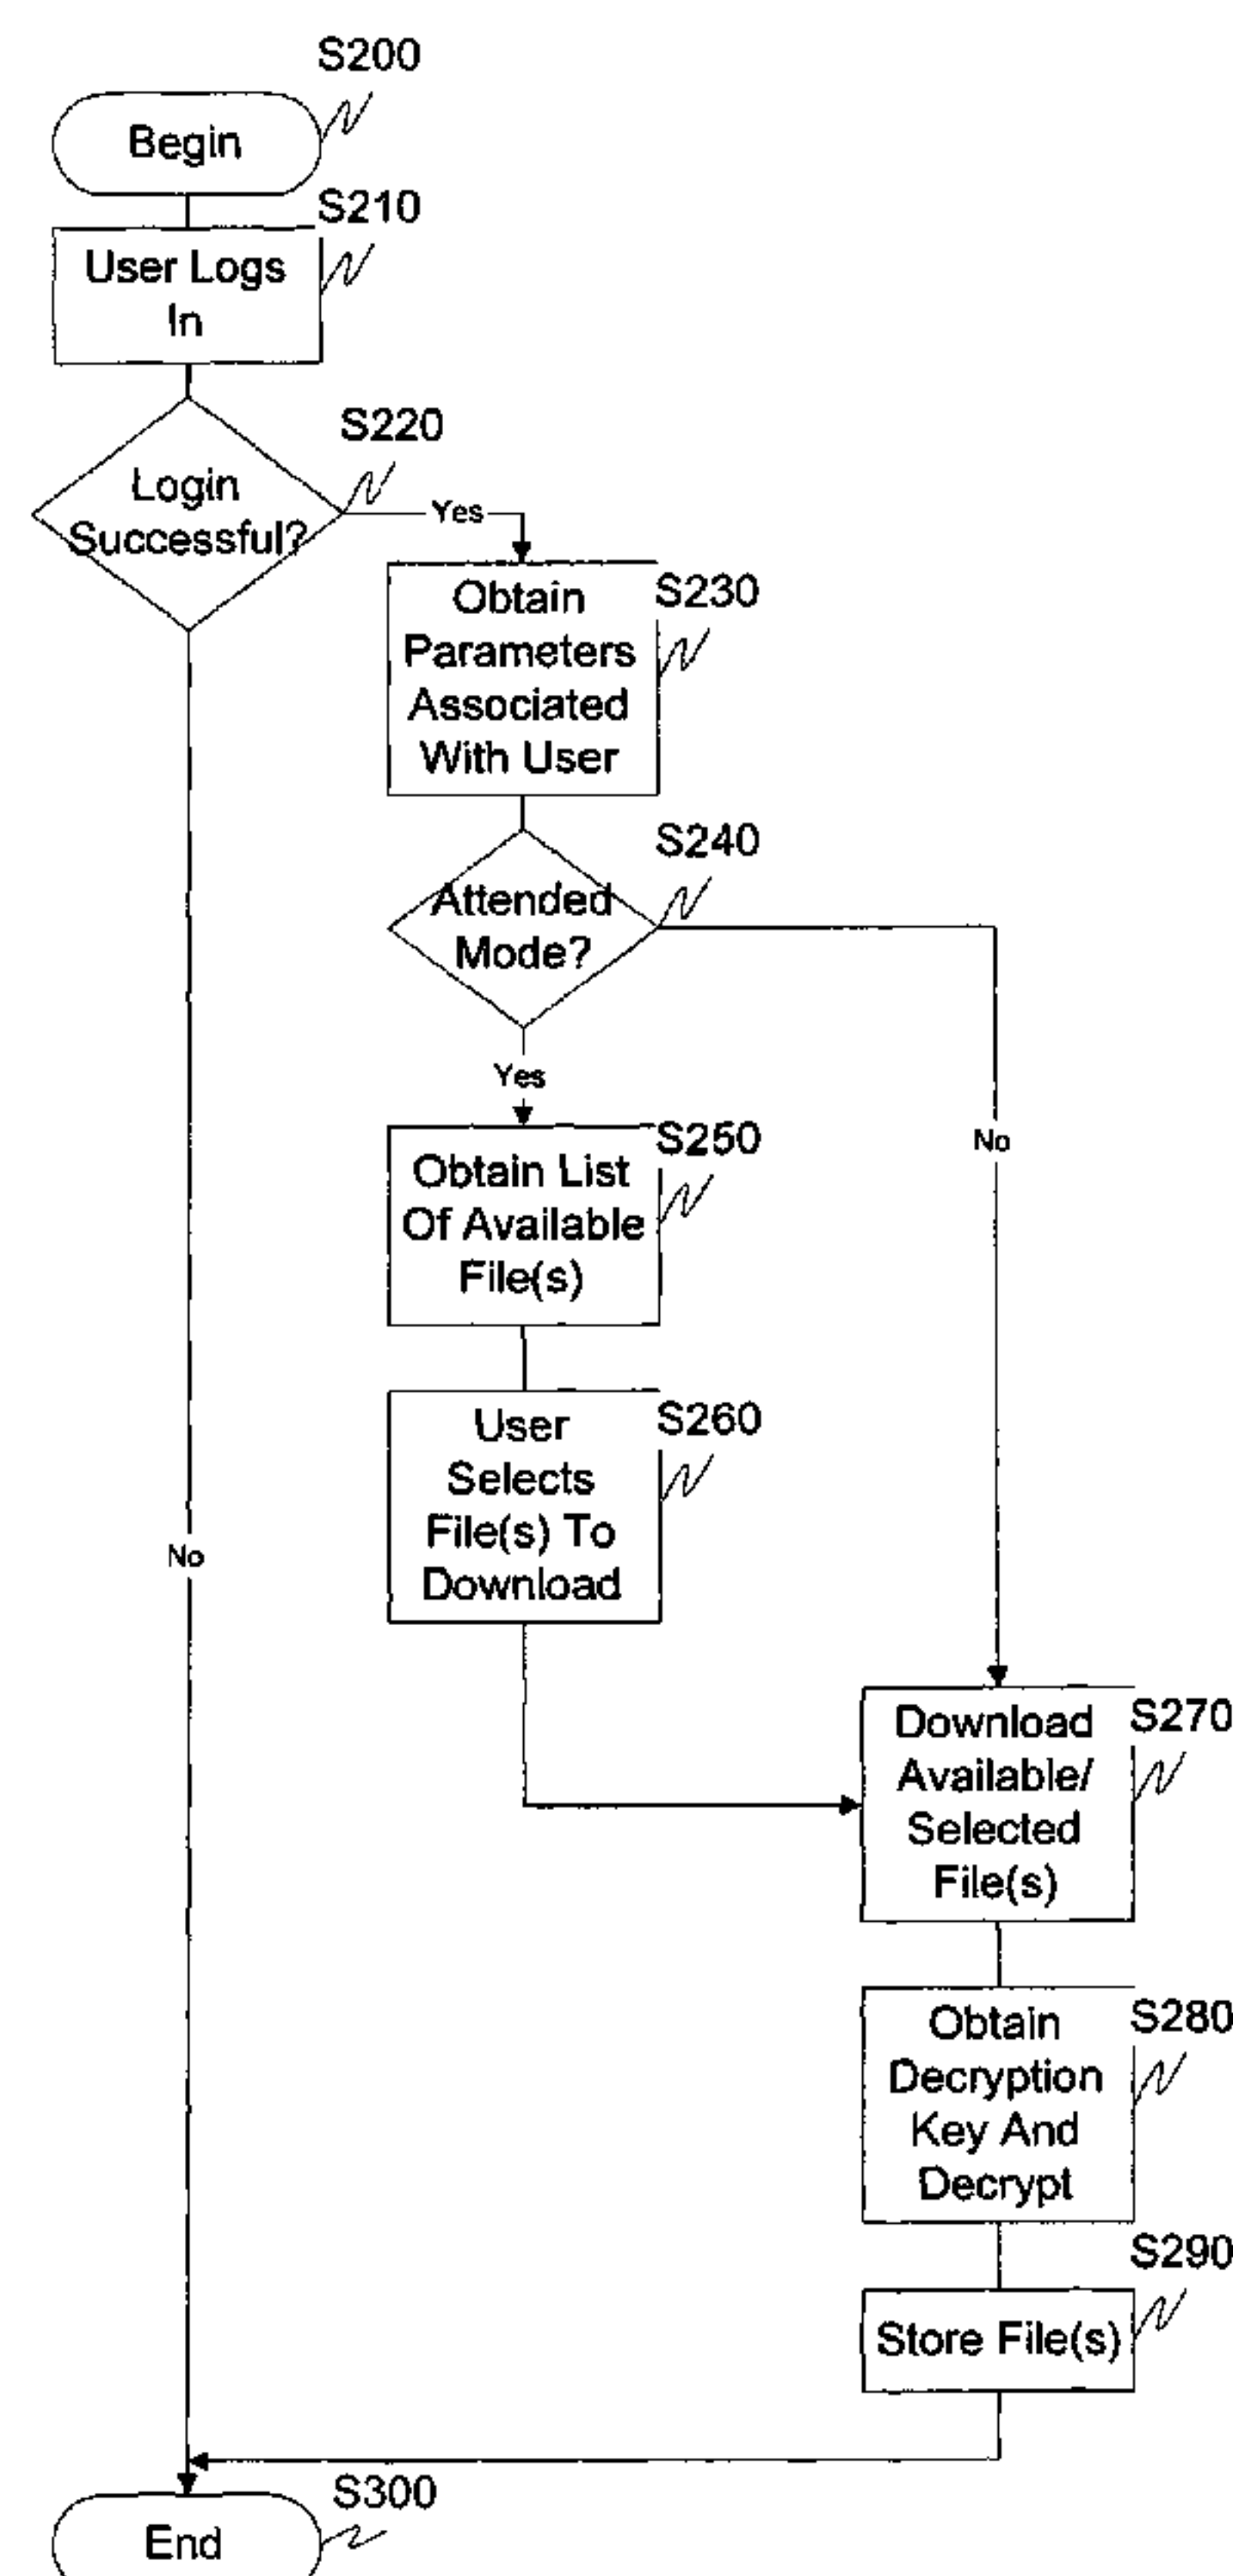 S200
Begin
S210
User Logs
In
S220
Login
Successful?
Yes
S230
Obtain
Parameters
Associated
With User
S240
Attended
Mode?
Yes
No
S250
Obtain List
Of Available
File(s)
S260
User
Selects
File(s) To
Download
No
S270
Download
Available/
Selected
File(s)
S280
Obtain
Decryption
Key And
Decrypt
S290
Store File(s)
S300
End